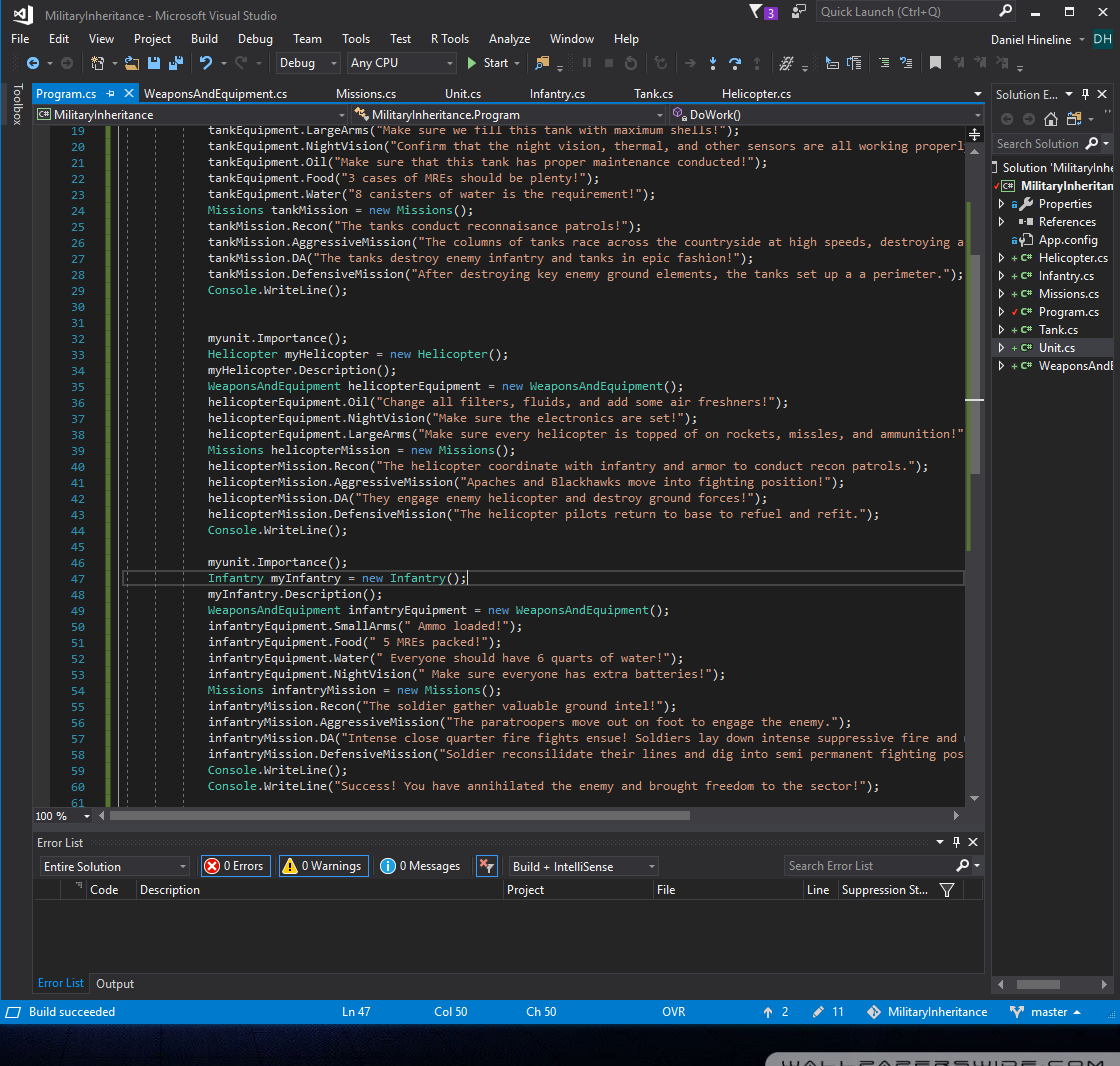 MilitaryInheritance - Microsoft Visual Studio
3
Quick Launch (Ctrl+Q)
File Edit View Project Build Debug Team Tools Test R Tools Analyze Window Help
Daniel Hineline DH
Debug Any CPU Start
Toolbox
Program.cs WeaponsAndEquipment.cs Missions.cs Unit.cs Infantry.cs Tank.cs Helicopter.cs
C# MilitaryInheritance MilitaryInheritance.Program DoWork()
19 tankEquipment.LargeArms("Make sure we fill this tank with maximum shells!");
20 tankEquipment.NightVision("Confirm that the night vision, thermal, and other sensors are all working properly
21 tankEquipment.Oil("Make sure that this tank has proper maintenance conducted!");
22 tankEquipment.Food("3 cases of MREs should be plenty!");
23 tankEquipment.Water("8 canisters of water is the requirement!");
24 Missions tankMission = new Missions();
25 tankMission.Recon("The tanks conduct reconnaisance patrols!");
26 tankMission.AggressiveMission("The columns of tanks race across the countryside at high speeds, destroying a
27 tankMission.DA("The tanks destroy enemy infantry and tanks in epic fashion!");
28 tankMission.DefensiveMission("After destroying key enemy ground elements, the tanks set up a a perimeter.");
29 Console.WriteLine();
30
31
32 myunit.Importance();
33 Helicopter myHelicopter = new Helicopter();
34 myHelicopter.Description();
35 WeaponsAndEquipment helicopterEquipment = new WeaponsAndEquipment();
36 helicopterEquipment.Oil("Change all filters, fluids, and add some air freshners!");
37 helicopterEquipment.NightVision("Make sure the electronics are set!");
38 helicopterEquipment.LargeArms("Make sure every helicopter is topped of on rockets, missles, and ammunition!"
39 Missions helicopterMission = new Missions();
40 helicopterMission.Recon("The helicopter coordinate with infantry and armor to conduct recon patrols.");
41 helicopterMission.AggressiveMission("Apaches and Blackhawks move into fighting position!");
42 helicopterMission.DA("They engage enemy helicopter and destroy ground forces!");
43 helicopterMission.DefensiveMission("The helicopter pilots return to base to refuel and refit.");
44 Console.WriteLine();
45
46 myunit.Importance();
47 Infantry myInfantry = new Infantry();
48 myInfantry.Description();
49 WeaponsAndEquipment infantryEquipment = new WeaponsAndEquipment();
50 infantryEquipment.SmallArms(" Ammo loaded!");
51 infantryEquipment.Food(" 5 MREs packed!");
52 infantryEquipment.Water(" Everyone should have 6 quarts of water!");
53 infantryEquipment.NightVision(" Make sure everyone has extra batteries!");
54 Missions infantryMission = new Missions();
55 infantryMission.Recon("The soldier gather valuable ground intel!");
56 infantryMission.AggressiveMission("The paratroopers move out on foot to engage the enemy.");
57 infantryMission.DA("Intense close quarter fire fights ensue! Soldiers lay down intense suppressive fire and
58 infantryMission.DefensiveMission("Soldier reconsilidate their lines and dig into semi permanent fighting pos
59 Console.WriteLine();
60 Console.WriteLine("Success! You have annihilated the enemy and brought freedom to the sector!");
61
100 %
Solution E...
Search Solution
Solution 'MilitaryInhe
C# MilitaryInheritan
Properties
References
App.config
C# Helicopter.cs
C# Infantry.cs
C# Missions.cs
C# Program.cs
C# Tank.cs
C# Unit.cs
C# WeaponsAndE
Error List
Entire Solution 0 Errors 0 Warnings 0 Messages Build + IntelliSense Search Error List
Code Description Project File Line Suppression St...
Error List Output
Build succeeded Ln 47 Col 50 Ch 50 OVR 2 11 MilitaryInheritance master